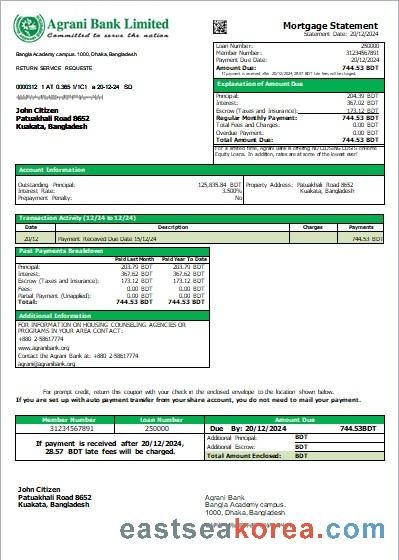 Agrani Bank Limited
Committed to serve the nation
Bangla Academy campus. 1000, Dhaka, Bangladesh
RETURN SERVICE REQUESTE
0000312 1 AT 0.365 1/1C1 a 20-12-24 SD
John Citizen
Patuakhali Road 8652
Kuakata, Bangladesh
Mortgage Statement
Statement Date: 20/12/2024
Loan Number: 250000
Member Number: 31234567891
Payment Due Date: 20/12/2024
Amount Due: 744.53 BDT
If payment is received after 20/12/2024, 28.57 BDT late fees will be charged.
Explanation of Amount Due
Principal: 204.39 BDT
Interest: 367.02 BDT
Escrow (Taxes and Insurance): 173.12 BDT
Regular Monthly Payment: 744.53 BDT
Total Fees and Charges: 0.00 BDT
Overdue Payment: 0.00 BDT
Total Amount Due: 744.53 BDT
For a limited time, Agrani Bank is offering NO CLOSING COSTS
Equity Loans. In addition, rates are at some of the lowest ever!
Account Information
Outstanding Principal: 125,835.84 BDT
Interest Rate: 3.500%
Prepayment Penalty: No
Property Address: Patuakhali Road 8652
Kuakata, Bangladesh
Transaction Activity (12/24 to 12/24)
Date Description Charges Payments
20/12 Payment Received Due Date 15/12/24 744.53 BDT
Past Payments Breakdown
Paid Last Month Paid Year To Date
Principal: 203.79 BDT 203.79 BDT
Interest: 367.62 BDT 367.62 BDT
Escrow (Taxes and Insurance): 173.12 BDT 173.12 BDT
Fees: 0.00 BDT 0.00 BDT
Partial Payment (Unapplied): 0.00 BDT 0.00 BDT
Total: 744.53 BDT 744.53 BDT
Additional Information
FOR INFORMATION ON HOUSING COUNSELING AGENCIES OR
PROGRAMS IN YOUR AREA CONTACT:
+880 2-58617774
www.agranibank.org
Contact the Agrani Bank at: +880 2-58617774
agrani@agranibank.org
For prompt credit, return this coupon with your check in the enclosed envelope to the location shown below.
If you are set up with auto payment transfer from your share account, you do not need to mail your payment.
Member Number Loan Number Amount Due
31234567891 250000 Due By: 20/12/2024 744.53BDT
If payment is received after 20/12/2024,
28.57 BDT late fees will be charged.
Additional Principal: BDT
Additional Escrow: BDT
Total Amount Enclosed: BDT
John Citizen
Patuakhali Road 8652
Kuakata, Bangladesh
Agrani Bank
Bangla Academy campus.
1000, Dhaka, Bangladesh
eastseakorea.com